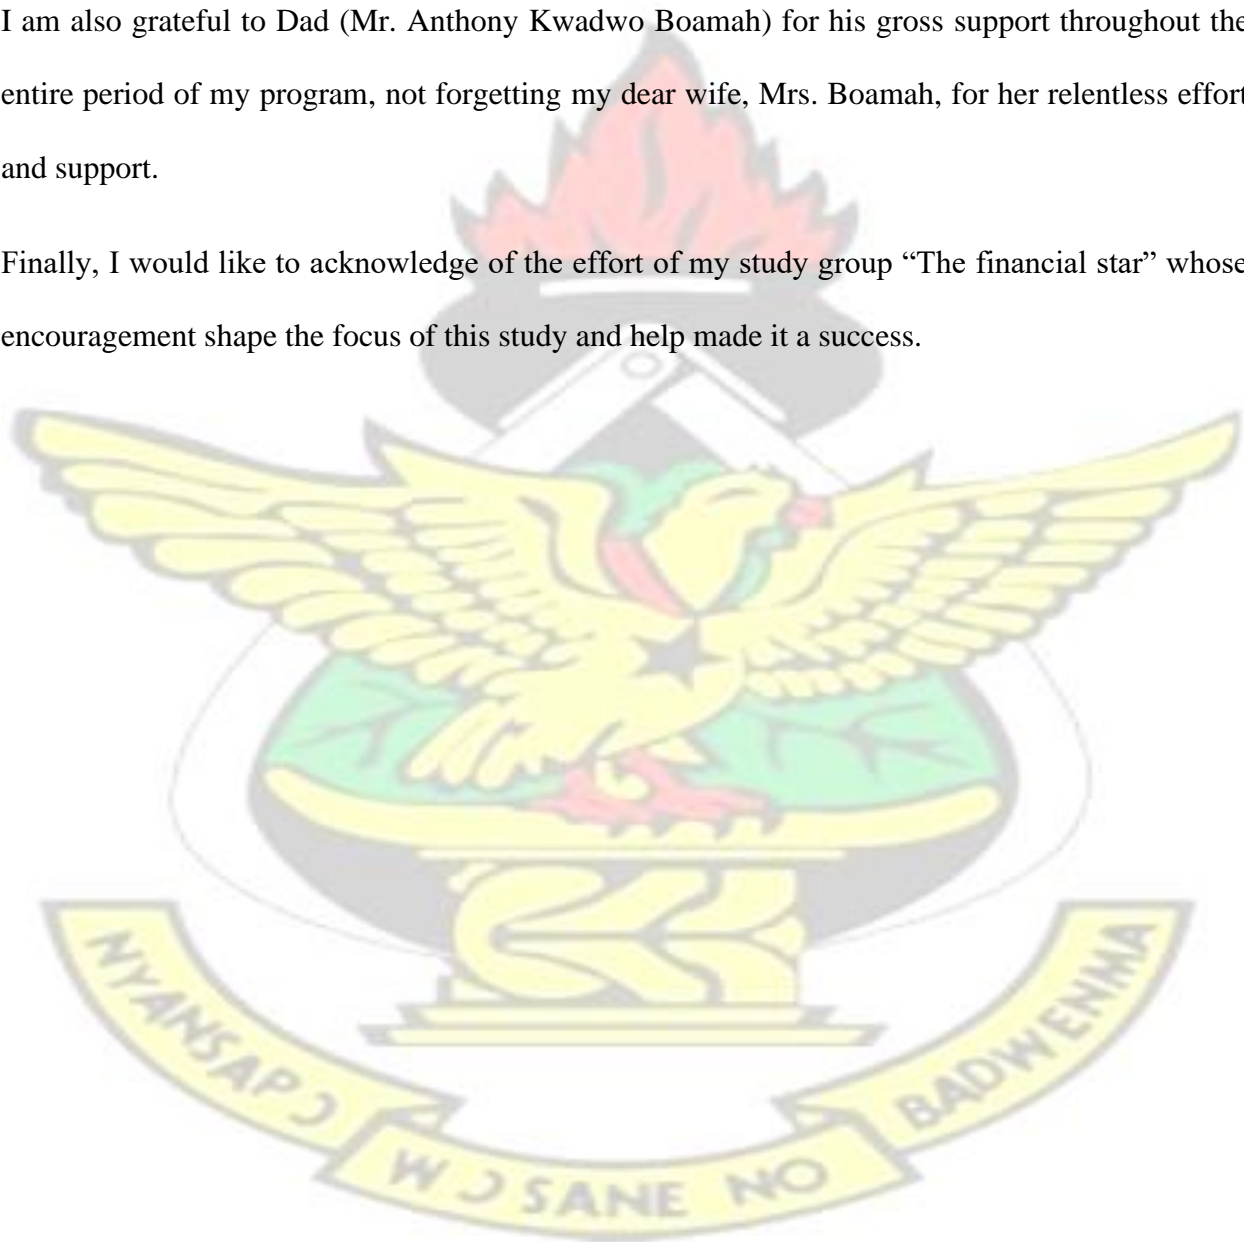 I am also grateful to Dad (Mr. Anthony Kwadwo Boamah) for his gross support throughout the
entire period of my program, not forgetting my dear wife, Mrs. Boamah, for her relentless effort
and support.
Finally, I would like to acknowledge of the effort of my study group “The financial star” whose
encouragement shape the focus of this study and help made it a success.
NYANSAPƆ
WƆSANE NO
BADWENMA